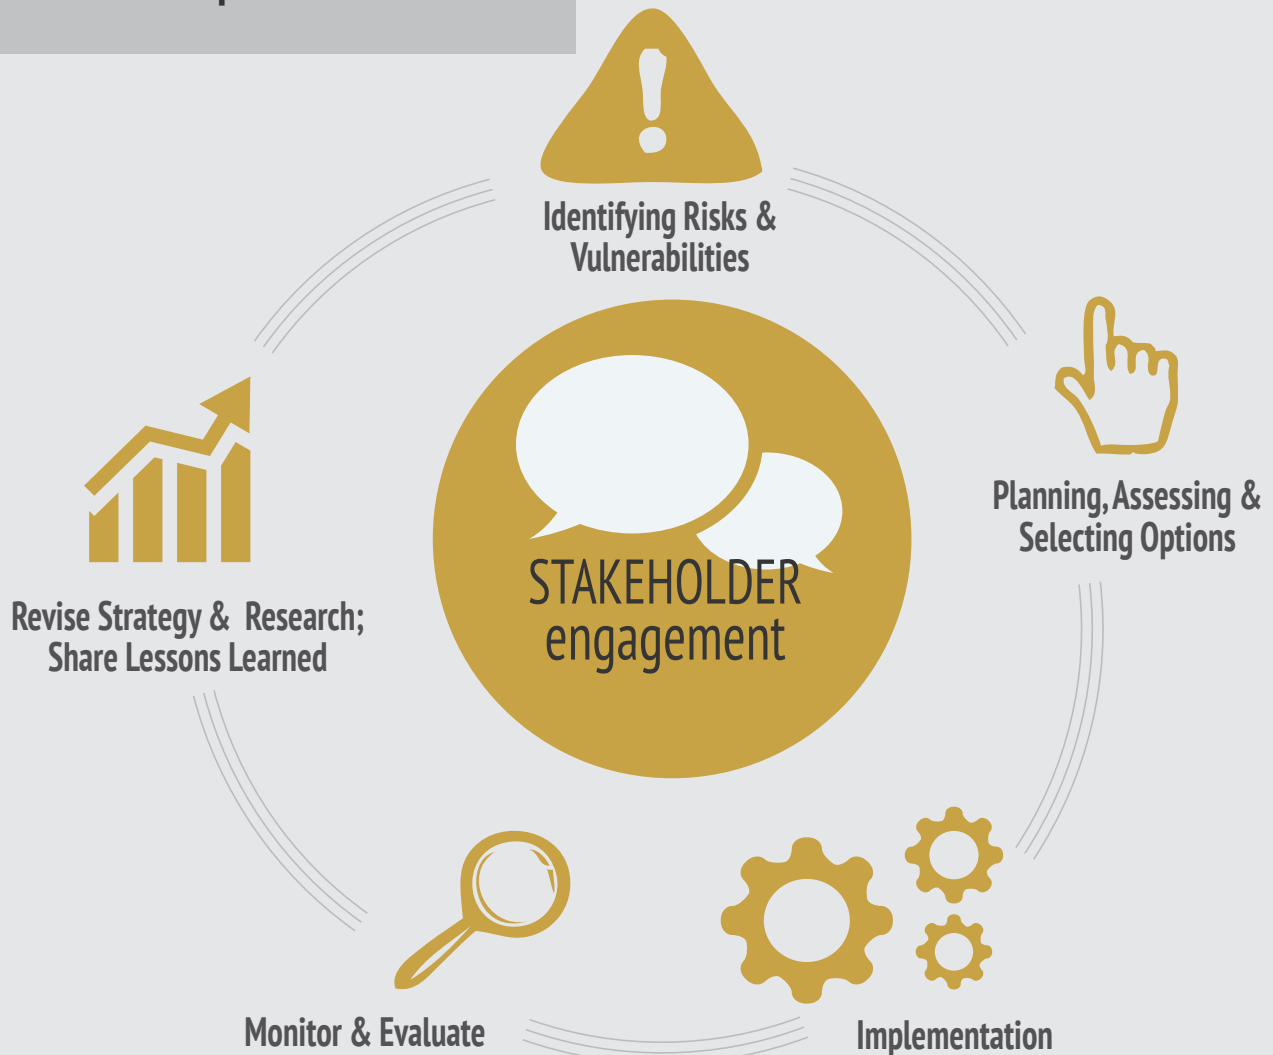 Identifying Risks &
Vulnerabilities
Planning, Assessing &
Selecting Options
STAKEHOLDER
engagement
Revise Strategy & Research;
Share Lessons Learned
Monitor & Evaluate
Implementation